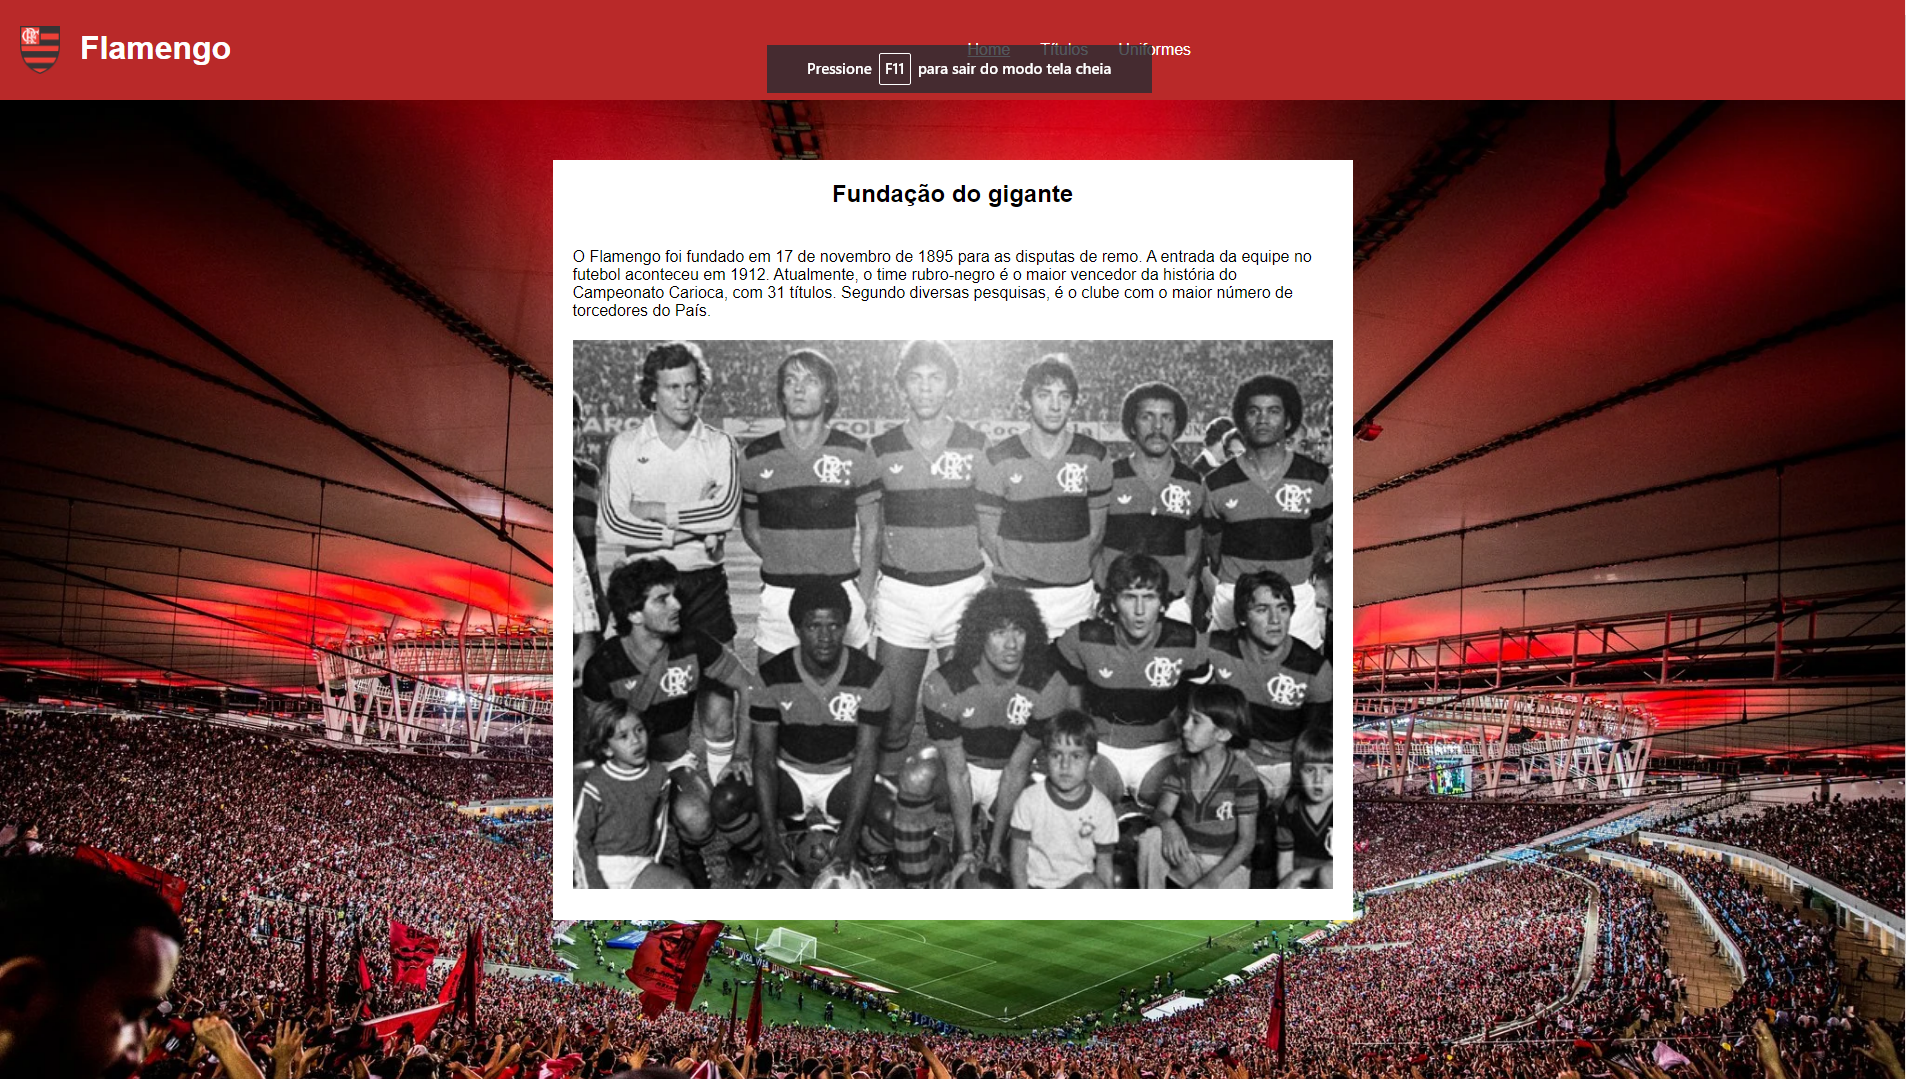 Flamengo
Home Títulos Uniformes
Pressione F11 para sair do modo tela cheia
Fundação do gigante
O Flamengo foi fundado em 17 de novembro de 1895 para as disputas de remo. A entrada da equipe no
futebol aconteceu em 1912. Atualmente, o time rubro-negro é o maior vencedor da história do
Campeonato Carioca, com 31 títulos. Segundo diversas pesquisas, é o clube com o maior número de
torcedores do País.